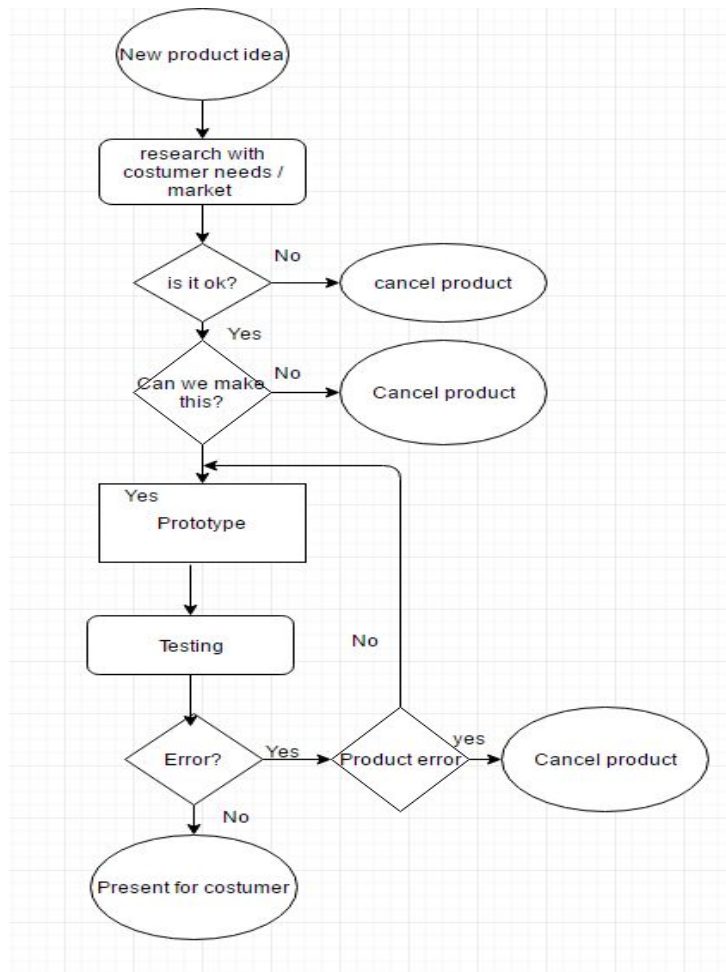 New product idea
research with
costumer needs /
market
No
is it ok?
cancel product
Yes
No
Can we make
this?
Cancel product
Yes
Prototype
No
Testing
yes
Error?
Yes
Product error
Cancel product
No
Present for costumer